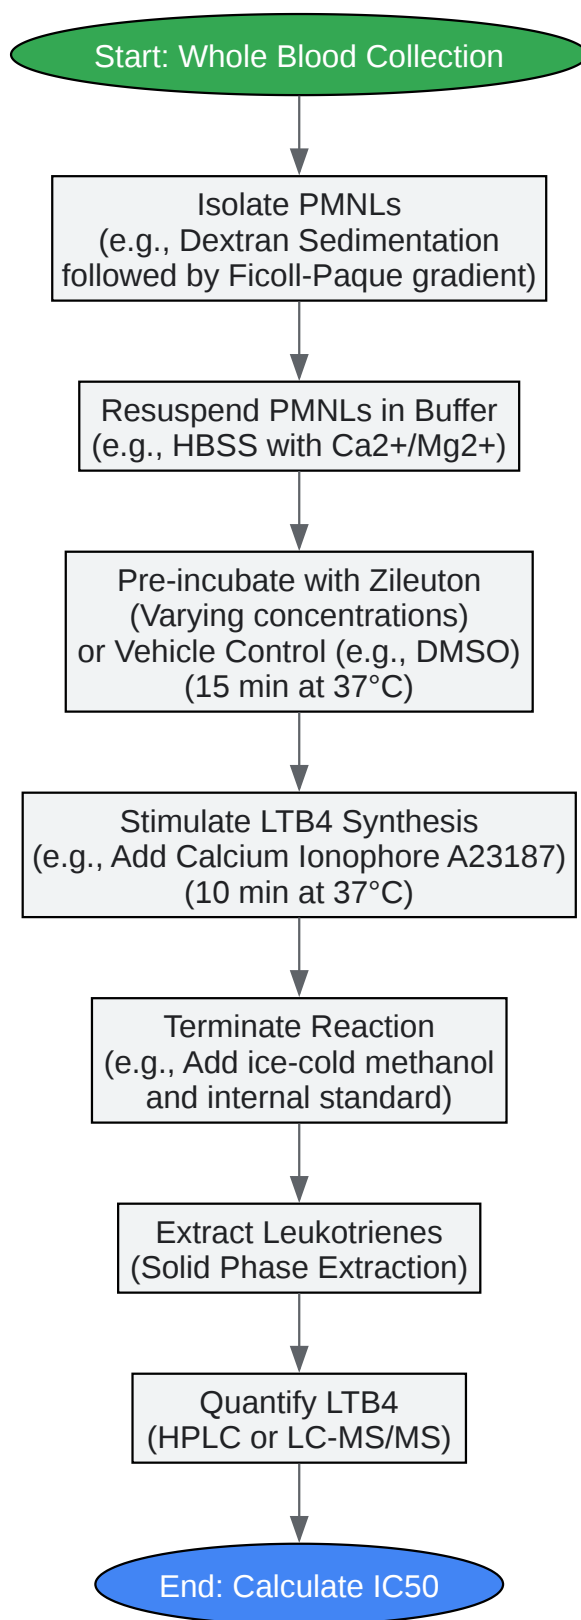 Start: Whole Blood Collection
Isolate PMNLs
(e.g., Dextran Sedimentation
followed by Ficoll-Paque gradient)
Resuspend PMNLs in Buffer
(e.g., HBSS with Ca2+/Mg2+)
Pre-incubate with Zileuton
(Varying concentrations)
or Vehicle Control (e.g., DMSO)
(15 min at 37°C)
Stimulate LTB4 Synthesis
(e.g., Add Calcium Ionophore A23187)
(10 min at 37°C)
Terminate Reaction
(e.g., Add ice-cold methanol
and internal standard)
Extract Leukotrienes
(Solid Phase Extraction)
Quantify LTB4
(HPLC or LC-MS/MS)
End: Calculate IC50